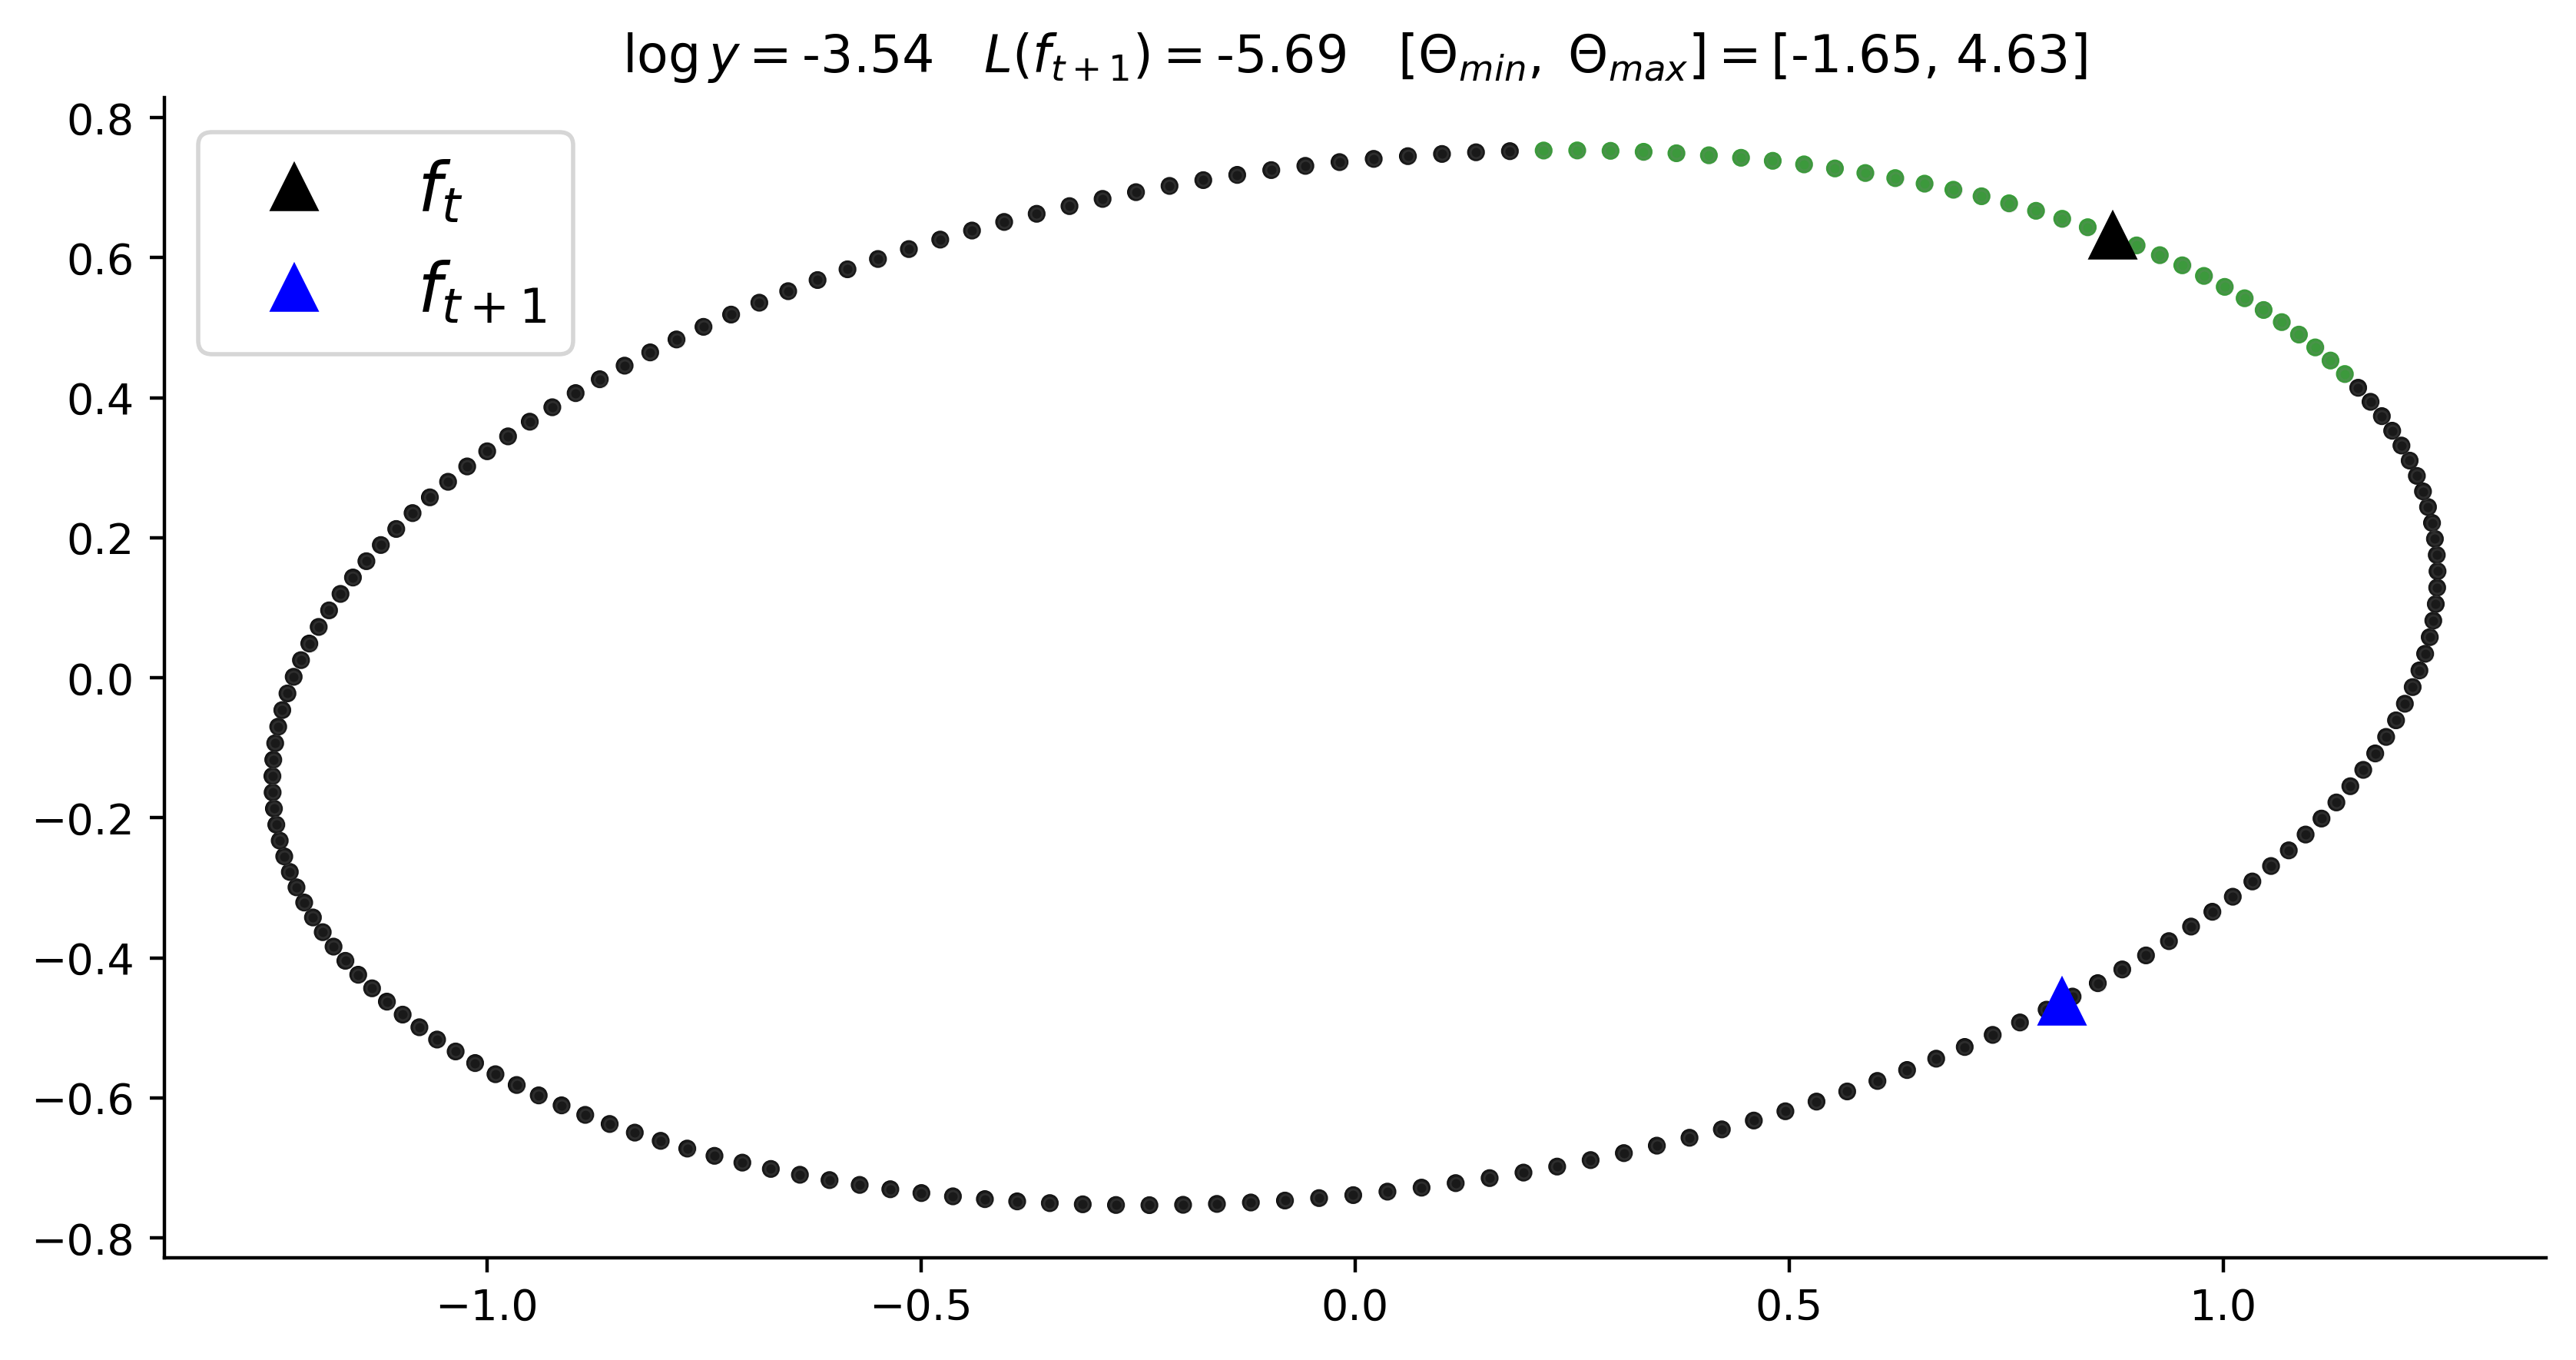 log y = -3.54   L(f_{t+1}) = -5.69   [Θ_{min}, Θ_{max}] = [-1.65, 4.63]
0.8
f_t
f_{t+1}
0.6
0.4
0.2
0.0
−0.2
−0.4
−0.6
−0.8
−1.0 −0.5 0.0 0.5 1.0